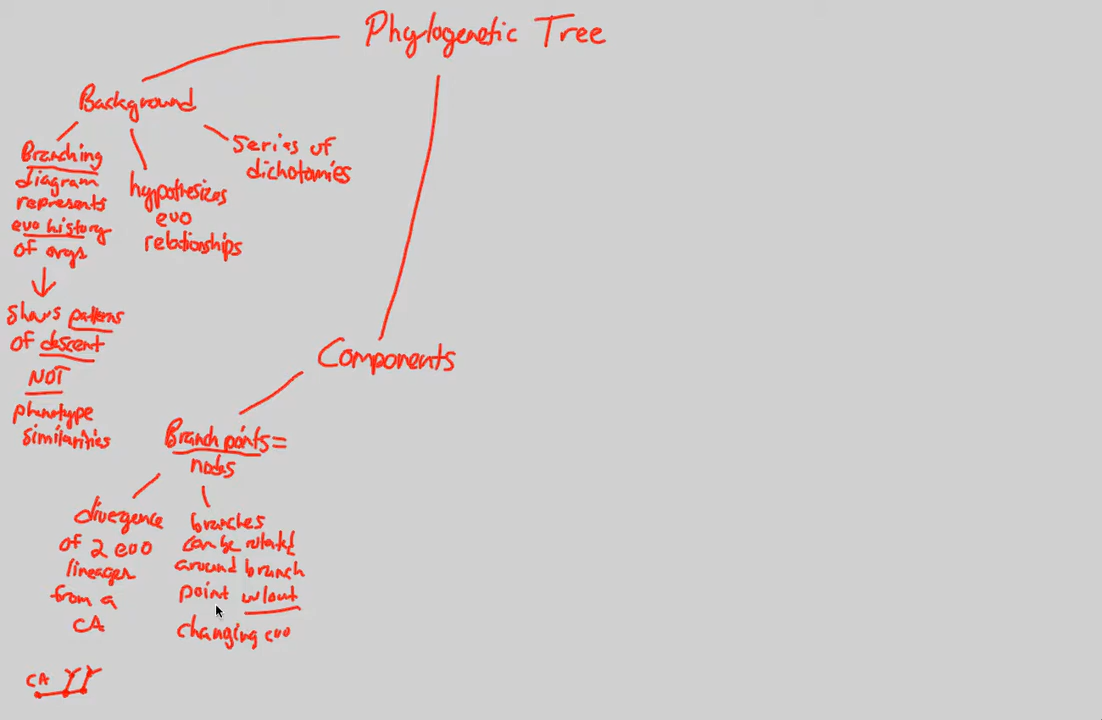 Phylogenetic Tree
Background
Branching
diagram
represents
evo history
of orgs
hypothesizes
evo
relationships
Series of
dichotomies
Shows patterns
of descent
NOT
phenotype
similarities
Components
Branch points =
nodes
divergence
of 2 evo
lineages
from a
CA
branches
can be rotated
around branch
point w/out
changing evo
CA